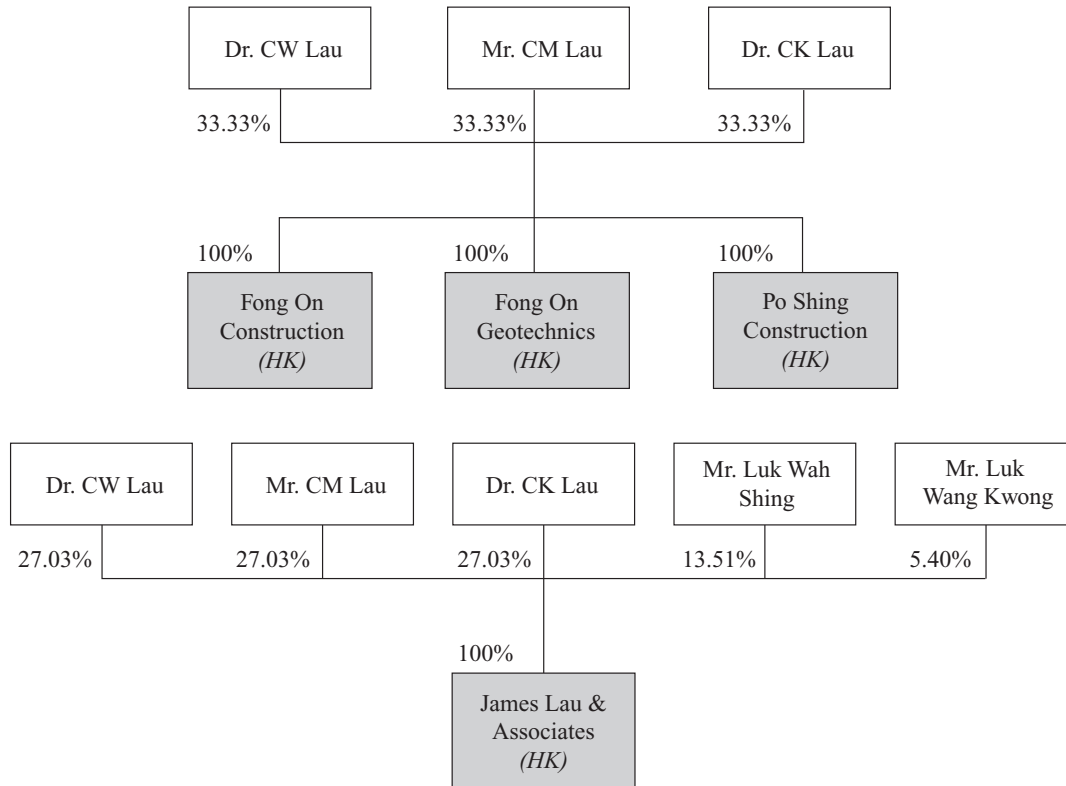 Dr. CW Lau
Mr. CM Lau
Dr. CK Lau
33.33%
33.33%
33.33%
100%
100%
100%
Fong On
Construction
(HK)
Fong On
Geotechnics
(HK)
Po Shing
Construction
(HK)
Dr. CW Lau
Mr. CM Lau
Dr. CK Lau
Mr. Luk Wah
Shing
Mr. Luk
Wang Kwong
27.03%
27.03%
27.03%
13.51%
5.40%
100%
James Lau &
Associates
(HK)